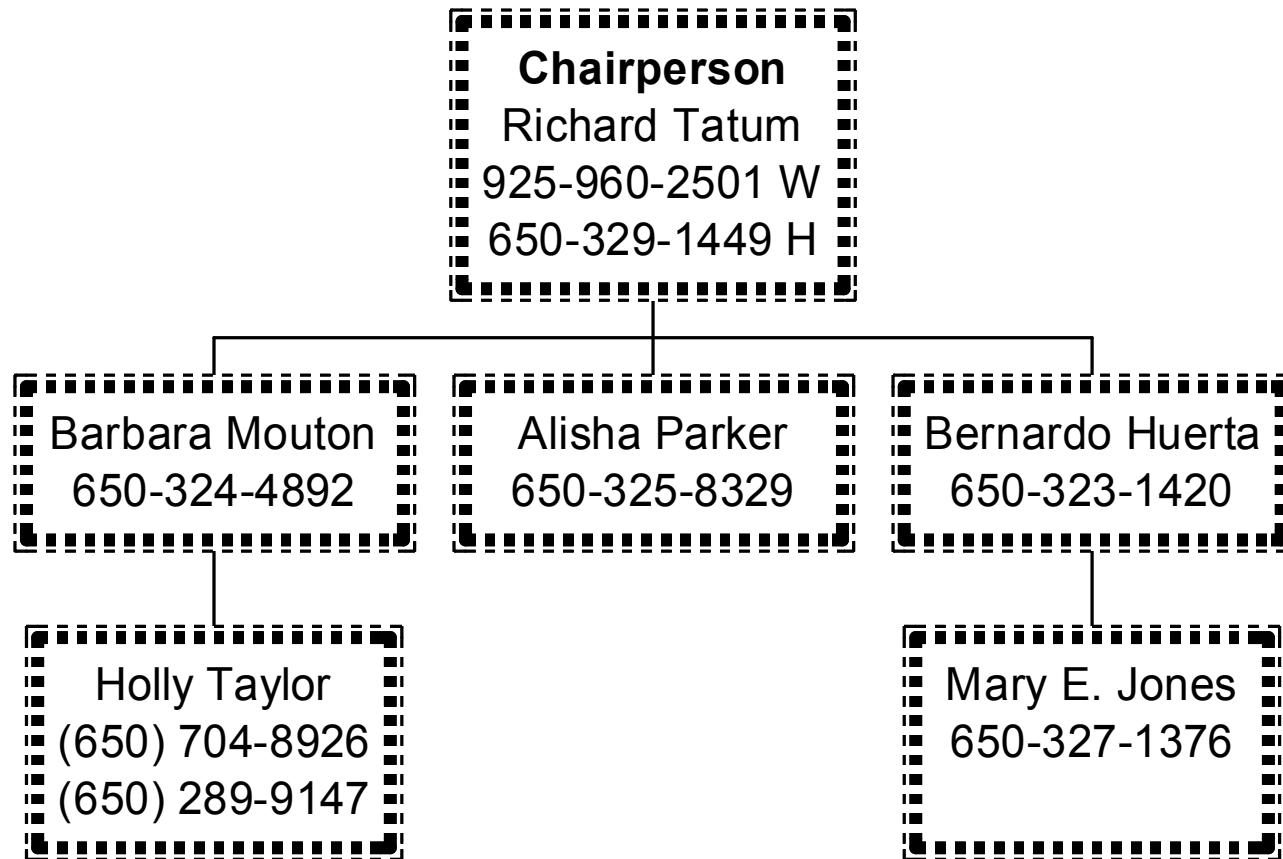 Chairperson
Richard Tatum
925-960-2501 W
650-329-1449 H
Barbara Mouton
650-324-4892
Alisha Parker
650-325-8329
Bernardo Huerta
650-323-1420
Holly Taylor
(650) 704-8926
(650) 289-9147
Mary E. Jones
650-327-1376